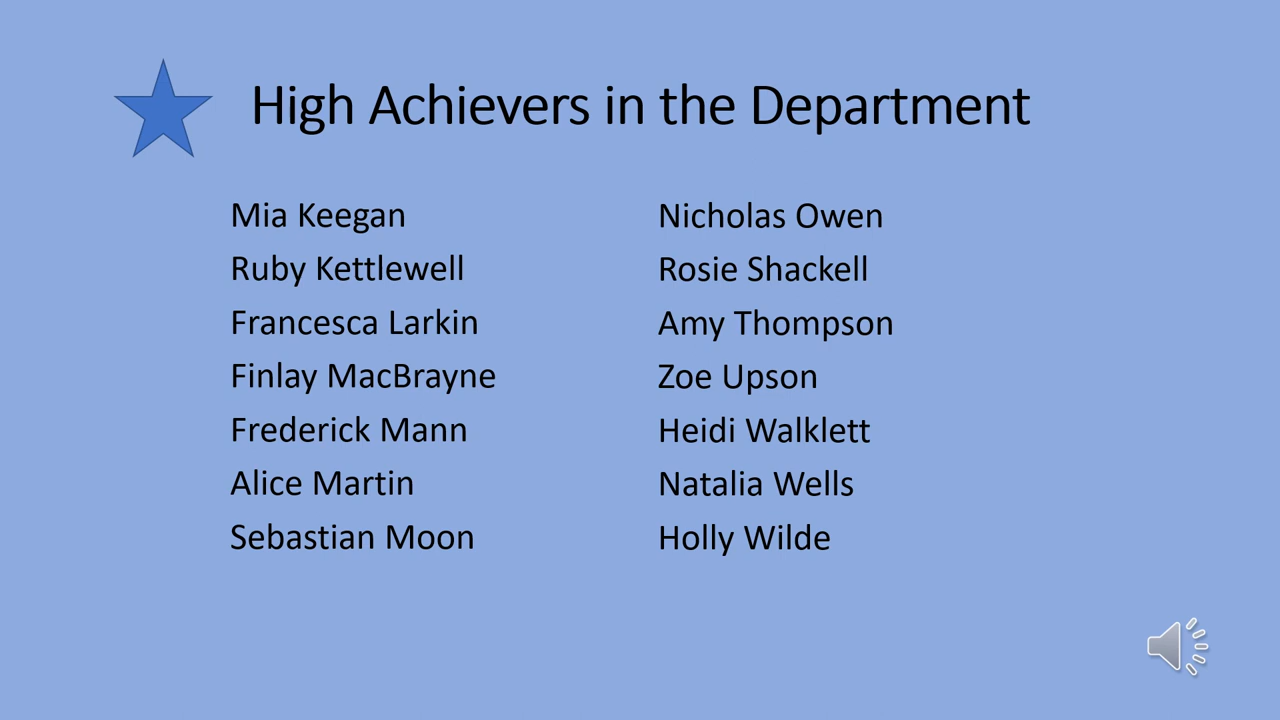 High Achievers in the Department
Mia Keegan
Ruby Kettlewell
Francesca Larkin
Finlay MacBrayne
Frederick Mann
Alice Martin
Sebastian Moon
Nicholas Owen
Rosie Shackell
Amy Thompson
Zoe Upson
Heidi Walklett
Natalia Wells
Holly Wilde